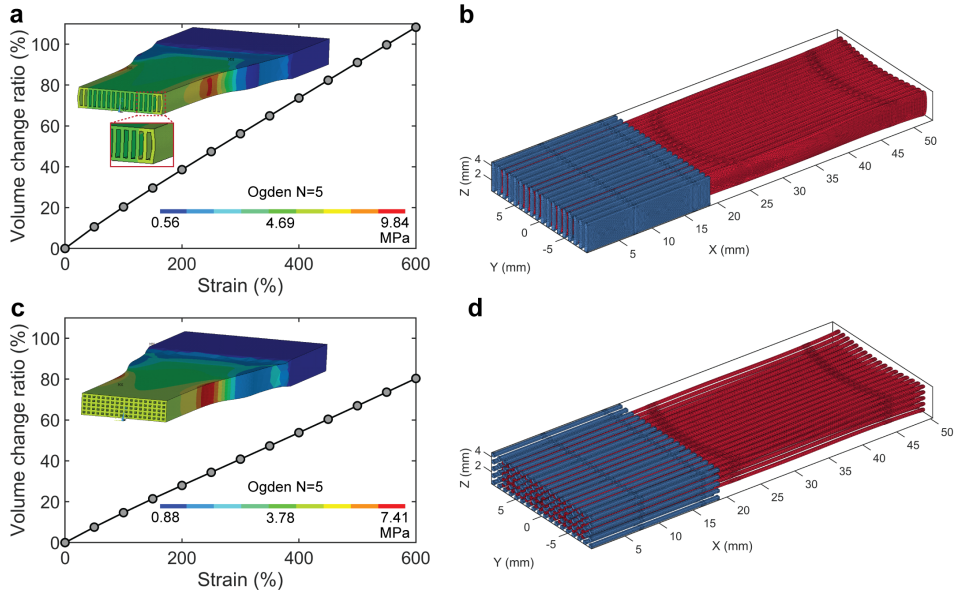 a
Volume change ratio (%)
100
80
60
40
20
0
Ogden N=5
0.56 4.69 9.84
MPa
0 200 400 600
Strain (%)
b
Z (mm)
4
2
5
0
-5
Y (mm)
5
10
15
20
25
30
35
40
45
50
X (mm)
c
Volume change ratio (%)
100
80
60
40
20
0
Ogden N=5
0.88 3.78 7.41
MPa
0 200 400 600
Strain (%)
d
Z (mm)
4
2
5
0
-5
Y (mm)
5
10
15
20
25
30
35
40
45
50
X (mm)